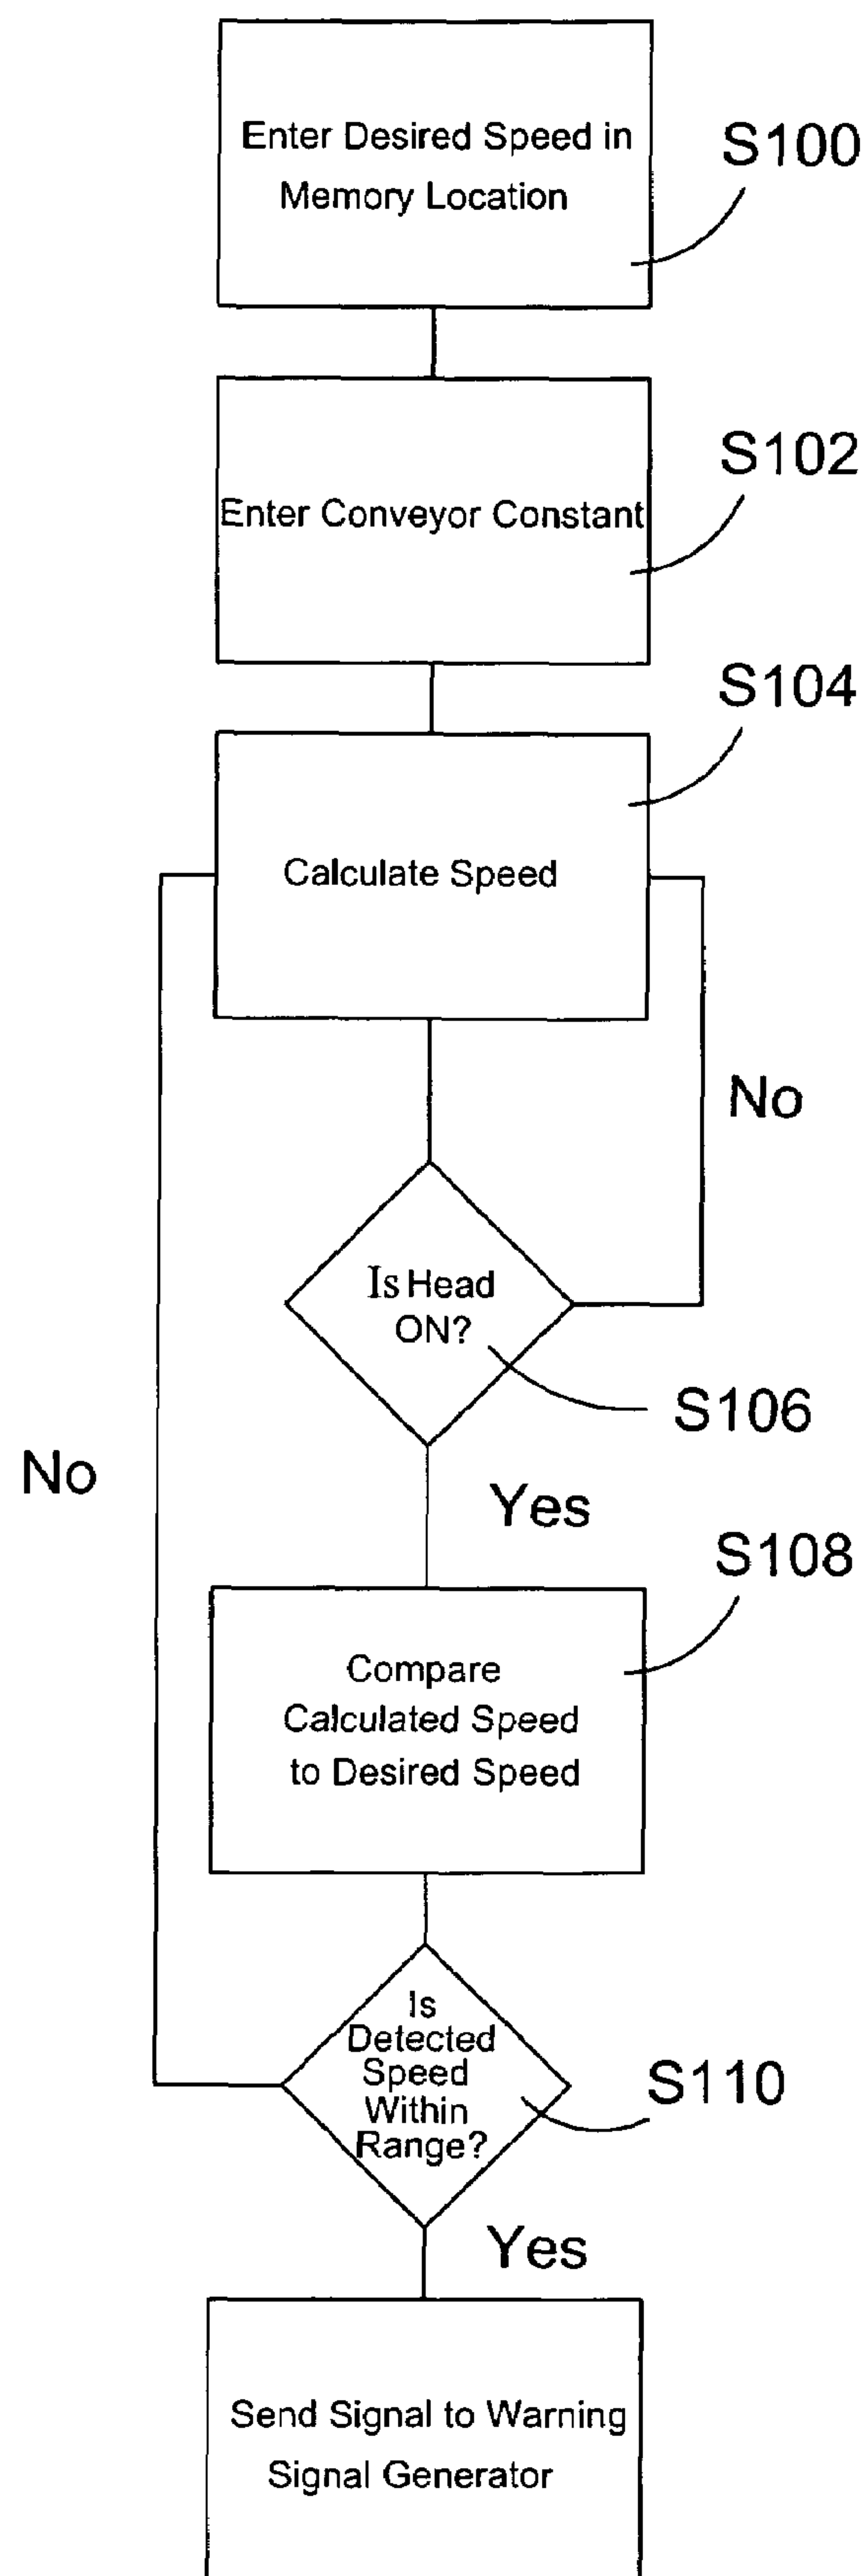 Enter Desired Speed in
Memory Location
S100
Enter Conveyor Constant
S102
S104
Calculate Speed
No
Is Head
ON?
S106
No
Yes
S108
Compare
Calculated Speed
to Desired Speed
Is
Detected
Speed
Within
Range?
S110
Yes
Send Signal to Warning
Signal Generator